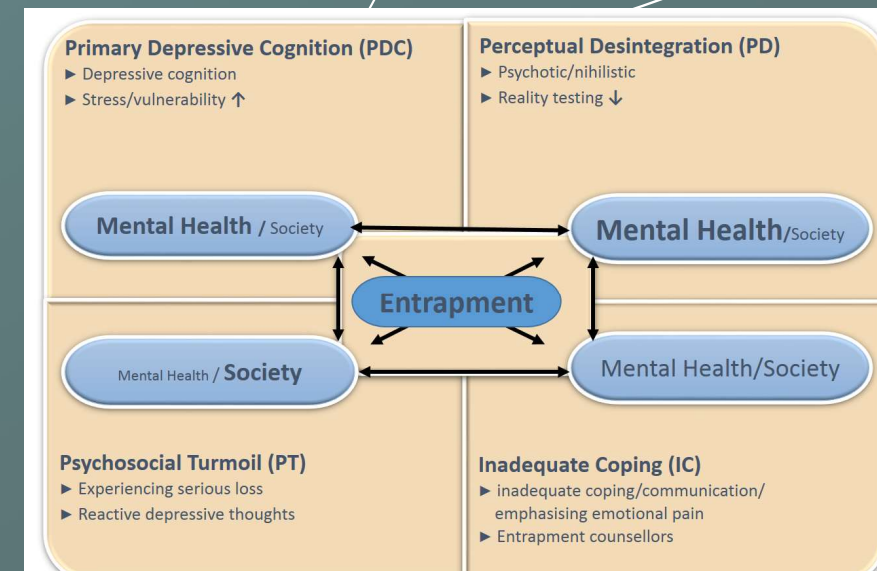 Primary Depressive Cognition (PDC)
► Depressive cognition
► Stress/vulnerability ↑
Perceptual Desintegration (PD)
► Psychotic/nihilistic
► Reality testing ↓
Mental Health / Society
Mental Health/Society
Entrapment
Mental Health / Society
Mental Health/Society
Psychosocial Turmoil (PT)
► Experiencing serious loss
► Reactive depressive thoughts
Inadequate Coping (IC)
► inadequate coping/communication/
emphasising emotional pain
► Entrapment counsellors